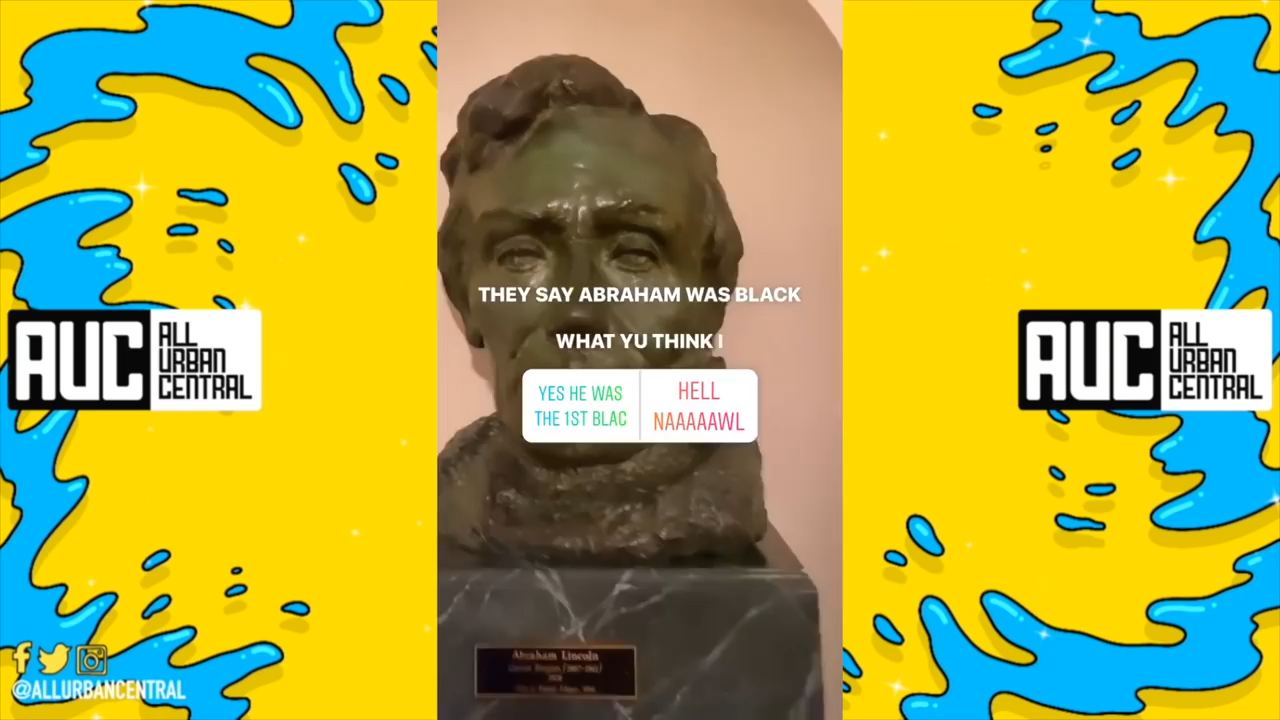 THEY SAY ABRAHAM WAS BLACK
WHAT YU THINK I
YES HE WAS
THE 1ST BLAC
HELL
NAAAAAWL
AUC ALL
URBAN
CENTRAL
AUC ALL
URBAN
CENTRAL
Abraham Lincoln
@ALLURBANCENTRAL